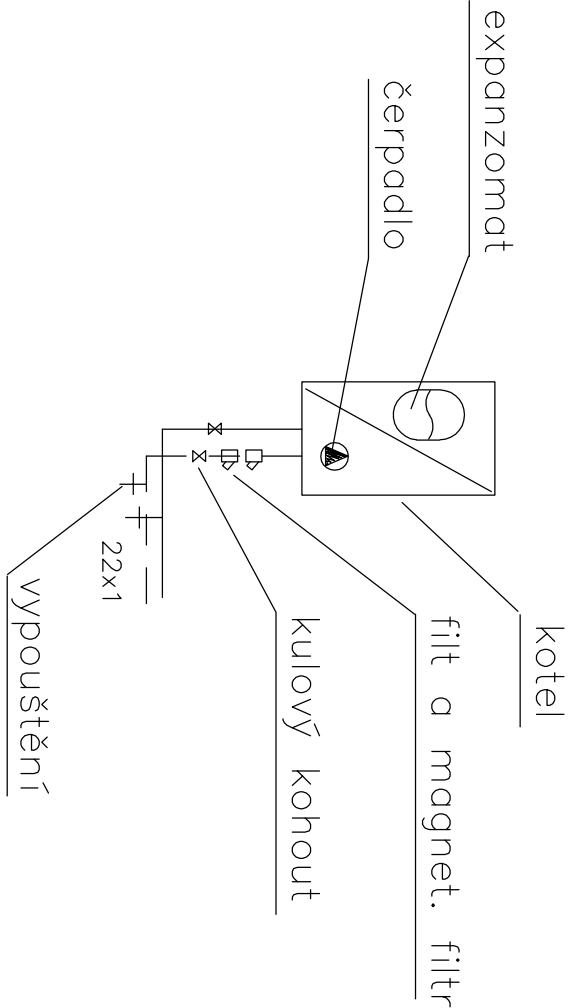 expanzomat
čerpadlo
kotel
filt a magnet. filtr
kulový kohout
22x1
vypouštění